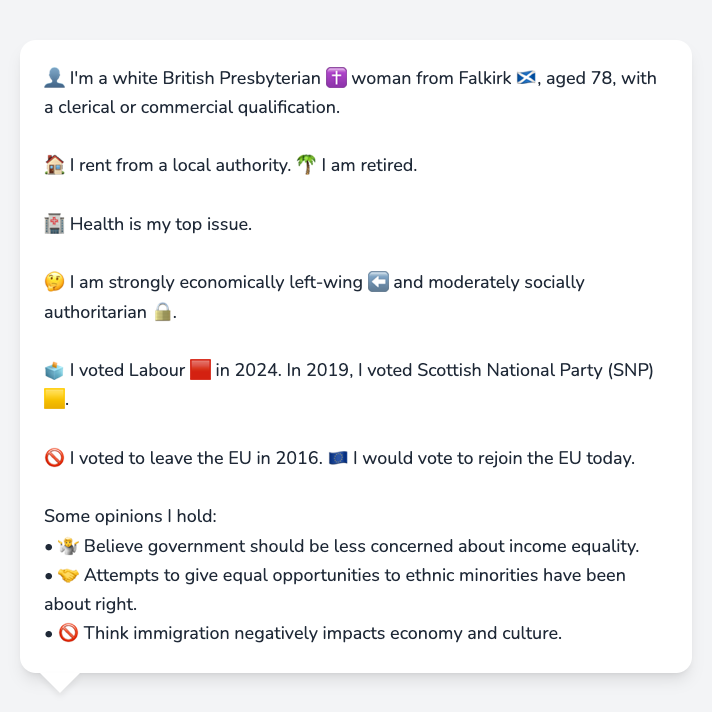 👤 I'm a white British Presbyterian ✝️ woman from Falkirk 🏴󠁧󠁢󠁳󠁣󠁴󠁿, aged 78, with
a clerical or commercial qualification.
🏠 I rent from a local authority. 🌴 I am retired.
🏥 Health is my top issue.
🤔 I am strongly economically left-wing ⬅️ and moderately socially
authoritarian 🔒.
🗳️ I voted Labour 🟥 in 2024. In 2019, I voted Scottish National Party (SNP)
🟨.
🚫 I voted to leave the EU in 2016. 🇪🇺 I would vote to rejoin the EU today.
Some opinions I hold:
• 🤷 Believe government should be less concerned about income equality.
• 🤝 Attempts to give equal opportunities to ethnic minorities have been
about right.
• 🚫 Think immigration negatively impacts economy and culture.